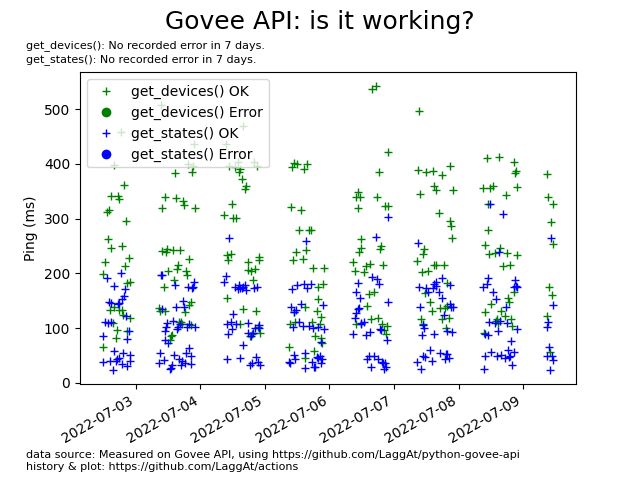 Govee API: is it working?
get_devices(): No recorded error in 7 days.
get_states(): No recorded error in 7 days.
get_devices() OK
get_devices() Error
get_states() OK
get_states() Error
500
400
300
200
100
0
Ping (ms)
2022-07-03
2022-07-04
2022-07-05
2022-07-06
2022-07-07
2022-07-08
2022-07-09
data source: Measured on Govee API, using https://github.com/LaggAt/python-govee-api
history & plot: https://github.com/LaggAt/actions